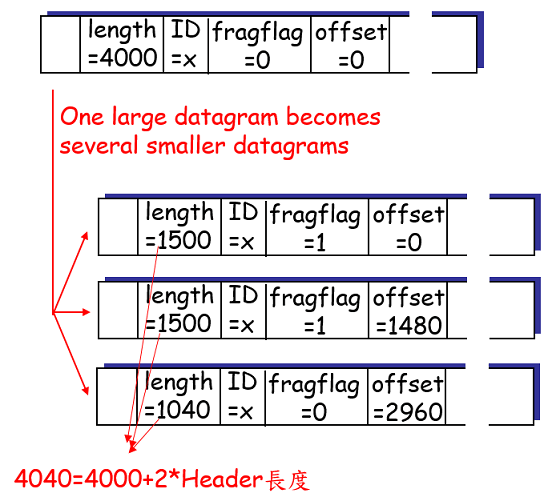 length ID fragflag offset
=4000 =x =0 =0
One large datagram becomes
several smaller datagrams
length ID fragflag offset
=1500 =x =1 =0
length ID fragflag offset
=1500 =x =1 =1480
length ID fragflag offset
=1040 =x =0 =2960
4040=4000+2*Header長度